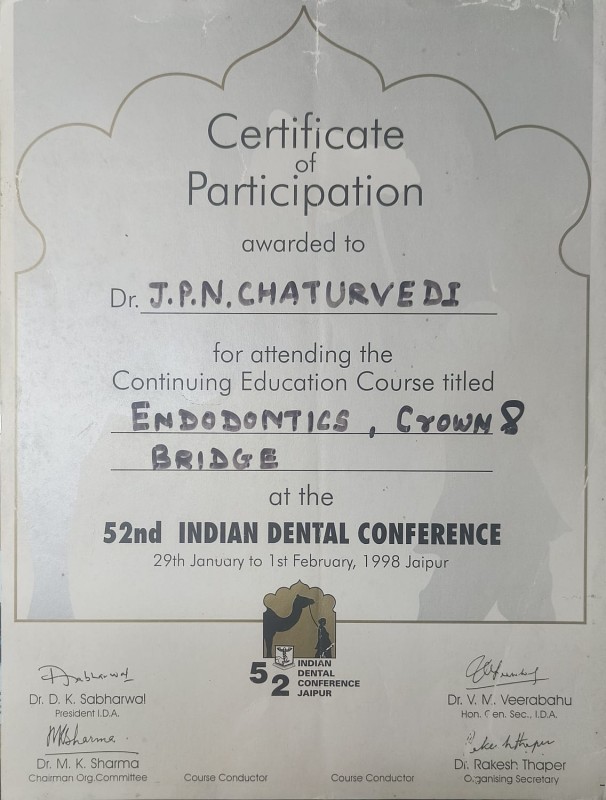 Certificate
of
Participation
awarded to
Dr. J.P.N. CHATURVEDI
for attending the
Continuing Education Course titled
ENDODONTICS, CROWN &
BRIDGE
at the
52nd INDIAN DENTAL CONFERENCE
29th January to 1st February, 1998 Jaipur
52 INDIAN
DENTAL
CONFERENCE
JAIPUR
Dr. D. K. Sabharwal
President I.D.A.
Dr. V. M. Veerabahu
Hon. Gen. Sec., I.D.A.
MKSharma
Dr. M. K. Sharma
Chairman Org.Committee
Course Conductor
Course Conductor
Dr. Rakesh Thaper
Organising Secretary